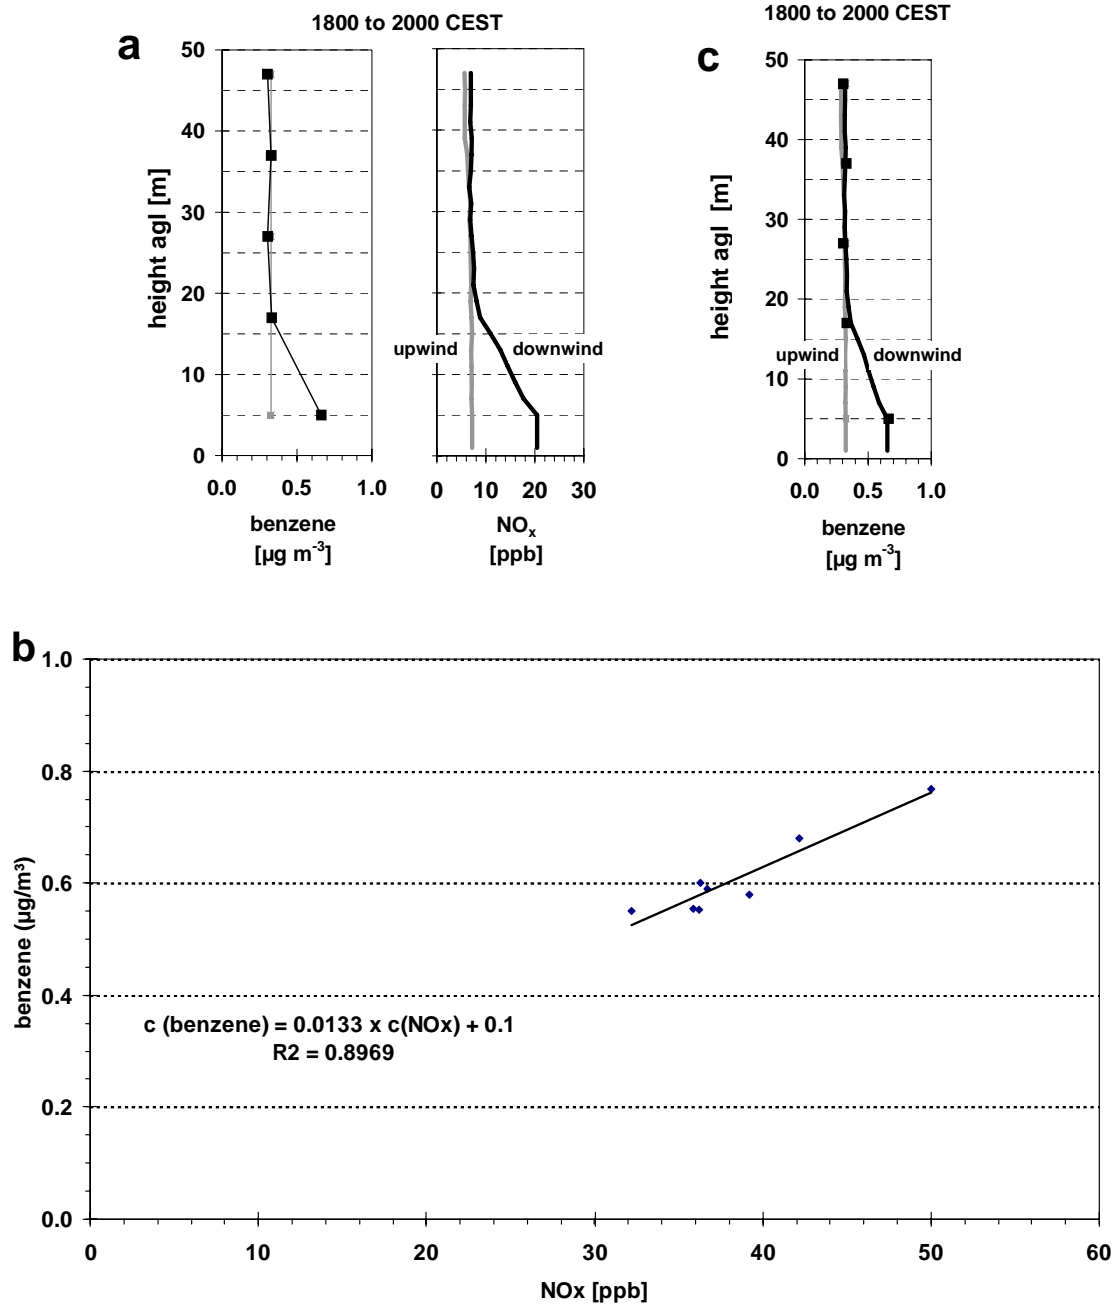 1800 to 2000 CEST
a
50
40
30
20
10
0
height agl [m]
0.0 0.5 1.0
benzene
[µg m-3]
upwind downwind
0 10 20 30
NOx
[ppb]
1800 to 2000 CEST
c
50
40
30
20
10
0
height agl [m]
upwind downwind
0.0 0.5 1.0
benzene
[µg m-3]
b
1.0
0.8
0.6
0.4
0.2
0.0
benzene (µg/m³)
c (benzene) = 0.0133 x c(NOx) + 0.1
R2 = 0.8969
0 10 20 30 40 50 60
NOx [ppb]